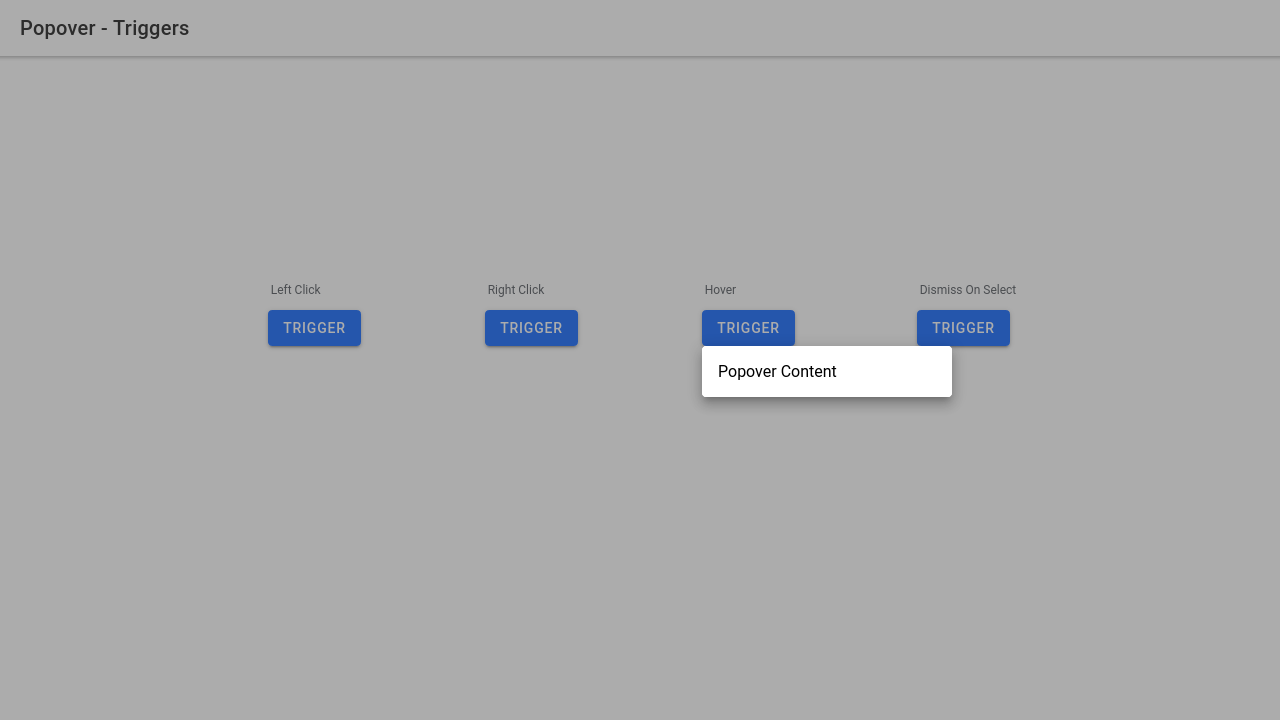 Popover - Triggers
Left Click
Right Click
Hover
Dismiss On Select
TRIGGER
TRIGGER
TRIGGER
TRIGGER
Popover Content